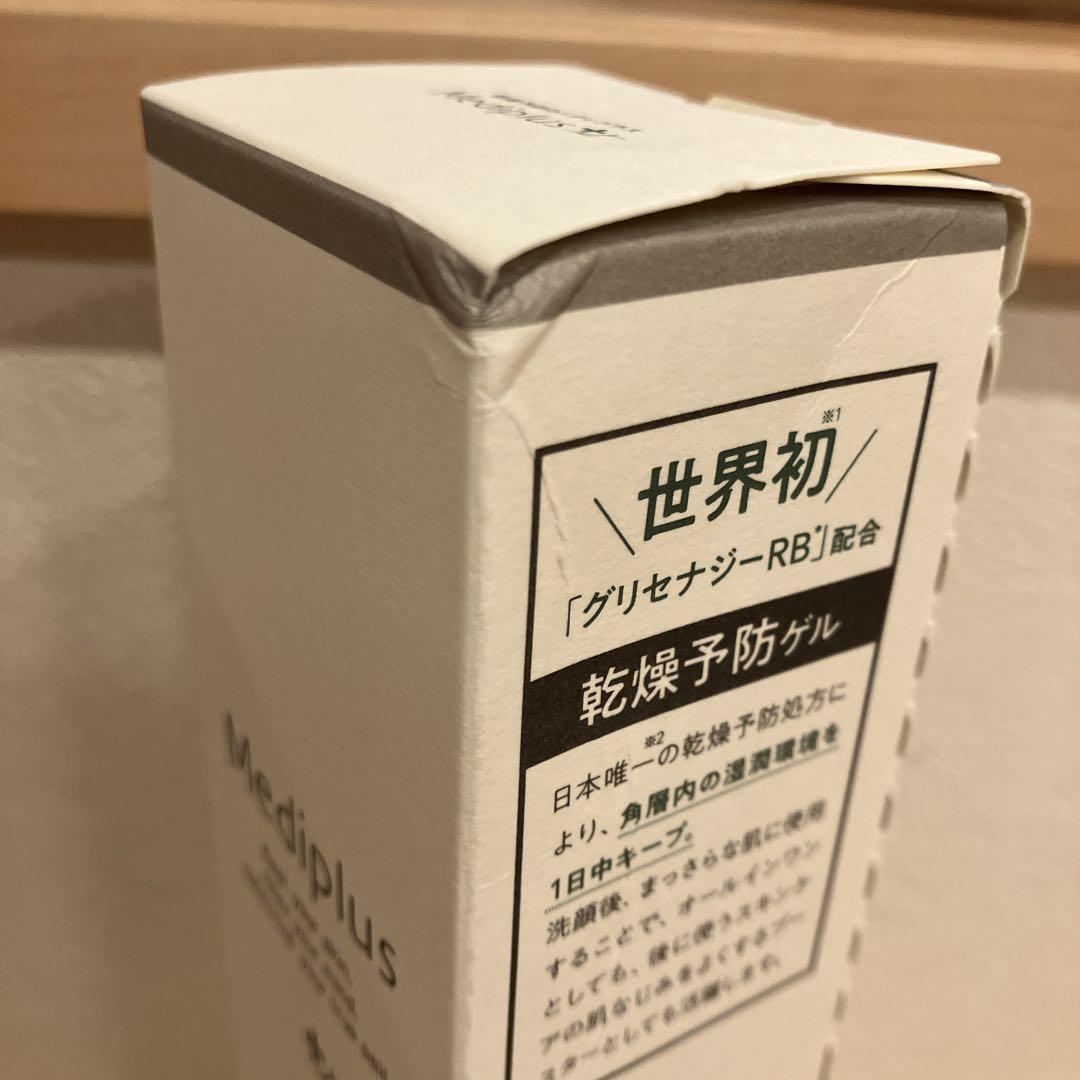 Mediplus
※1
世界初
「グリセナジーRB*」配合
乾燥予防ゲル
※2
日本唯一の乾燥予防処方に
より、角層内の湿潤環境を
1日中キープ。
洗顔後、まっさらな肌に使用
することで、オールインワン
としても、後に使うスキンケ
アの肌なじみをよくするブー
スターとしても活躍します。
Mediplus
your skin,